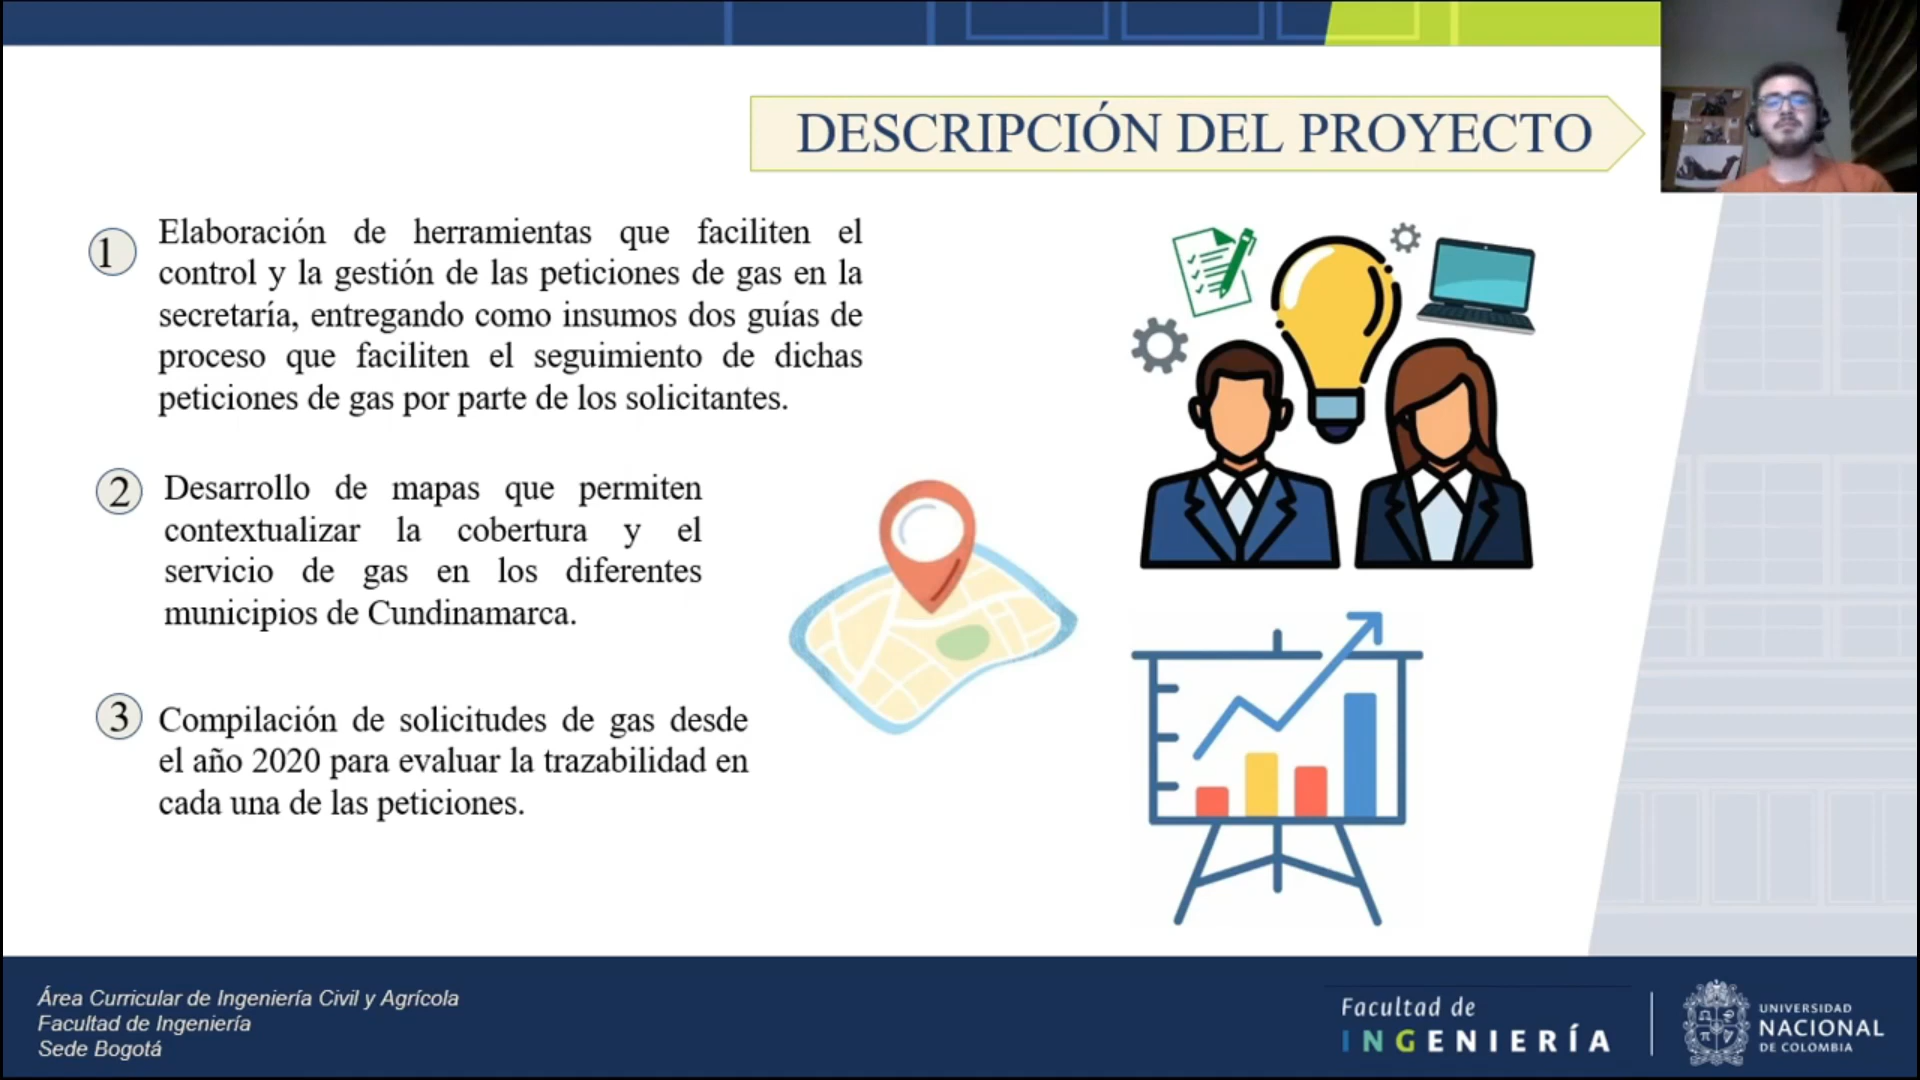 DESCRIPCIÓN DEL PROYECTO
1
Elaboración de herramientas que faciliten el
control y la gestión de las peticiones de gas en la
secretaría, entregando como insumos dos guías de
proceso que faciliten el seguimiento de dichas
peticiones de gas por parte de los solicitantes.
2
Desarrollo de mapas que permiten
contextualizar la cobertura y el
servicio de gas en los diferentes
municipios de Cundinamarca.
3
Compilación de solicitudes de gas desde
el año 2020 para evaluar la trazabilidad en
cada una de las peticiones.
Área Curricular de Ingeniería Civil y Agrícola
Facultad de Ingeniería
Sede Bogotá
Facultad de
INGENIERÍA
UNIVERSIDAD
NACIONAL
DE COLOMBIA